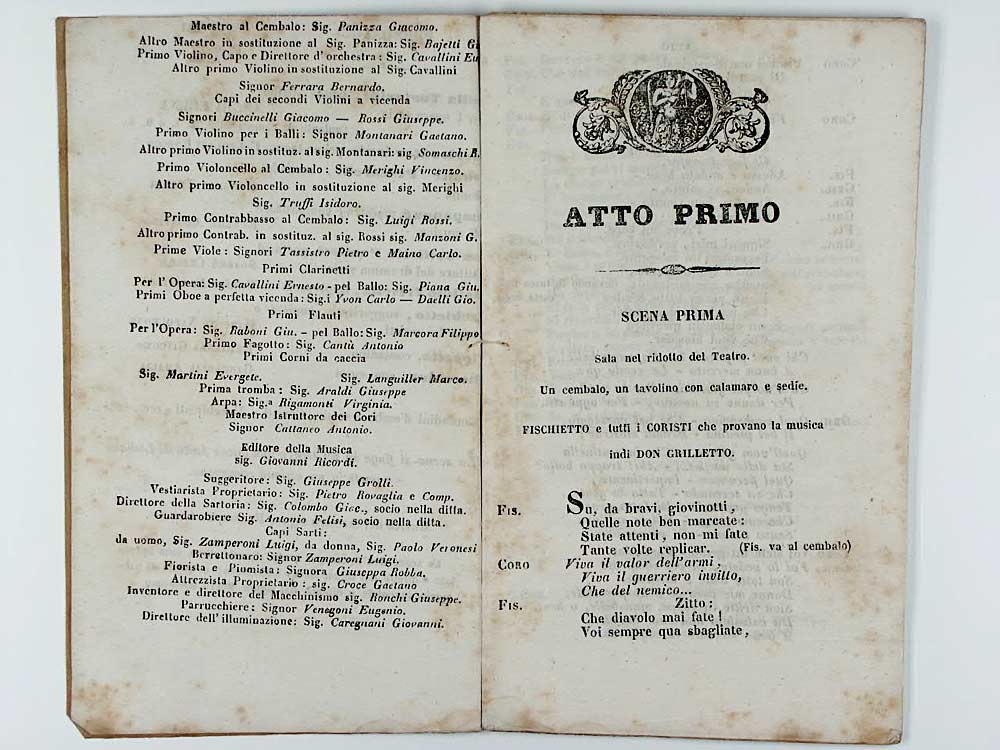 Maestro al Cembalo: Sig. Panizza Giacomo.
Altro Maestro in sostituzione al Sig. Panizza: Sig. Bajetti Gi
Primo Violino, Capo e Direttore d'orchestra: Sig. Cavallini Eu
Altro primo Violino in sostituzione al Sig. Cavallini
Signor Ferrara Bernardo.
Capi dei secondi Violini a vicenda
Signori Buccinelli Giacomo — Rossi Giuseppe.
Primo Violino per i Balli: Signor Montanari Gaetano.
Altro primo Violino in sostituz. al sig. Montanari: sig Somaschi R.
Primo Violoncello al Cembalo: Sig. Merighi Vincenzo.
Altro primo Violoncello in sostituzione al sig. Merighi
Sig. Truffi Isidoro.
Primo Contrabbasso al Cembalo: Sig. Luigi Rossi.
Altro primo Contrab. in sostituz. al sig. Rossi sig. Manzoni G.
Prime Viole: Signori Tassistro Pietro e Maino Carlo.
Primi Clarinetti
Per l'Opera: Sig. Cavallini Ernesto - pel Ballo: Sig. Piana Giu.
Primi Oboe a perfetta vicenda: Sig.i Yvon Carlo — Daelli Gio.
Primi Flauti
Per l'Opera: Sig. Raboni Giu. - pel Ballo: Sig. Marcora Filippo
Primo Fagotto: Sig. Cantù Antonio
Primi Corni da caccia
Sig. Martini Evergete. Sig. Languiller Marco.
Prima tromba: Sig. Araldi Giuseppe
Arpa: Sig.a Rigamonti Virginia.
Maestro Istruttore dei Cori
Signor Cattaneo Antonio.
Editore della Musica
sig. Giovanni Ricordi.
Suggeritore: Sig. Giuseppe Grolli.
Vestiarista Proprietario: Sig. Pietro Rovaglia e Comp.
Direttore della Sartoria: Sig. Colombo Giac., socio nella ditta.
Guardarobiere Sig. Antonio Felisi, socio nella ditta.
Capi Sarti:
da uomo, Sig. Zamperoni Luigi, da donna, Sig. Paolo Veronesi
Berrettonaro: Signor Zamperoni Luigi.
Fiorista e Piumista: Signora Giuseppa Robba.
Attrezzista Proprietario: sig. Croce Gaetano
Inventore e direttore del Macchinismo sig. Ronchi Giuseppe.
Parrucchiere: Signor Venegoni Eugenio.
Direttore dell'illuminazione: Sig. Caregnani Giovanni.
ATTO PRIMO
SCENA PRIMA
Sala nel ridotto del Teatro.
Un cembalo, un tavolino con calamaro e sedie.
FISCHIETTO e tutti i CORISTI che provano la musica
indi DON GRILLETTO.
Fis. Su, da bravi, giovinotti,
Quelle note ben marcate:
State attenti, non mi fate
Tante volte replicar. (Fis. va al cembalo)
Coro Viva il valor dell'armi,
Viva il guerriero invitto,
Che del nemico...
Fis. Zitto:
Che diavolo mai fate!
Voi sempre qua sbagliate,